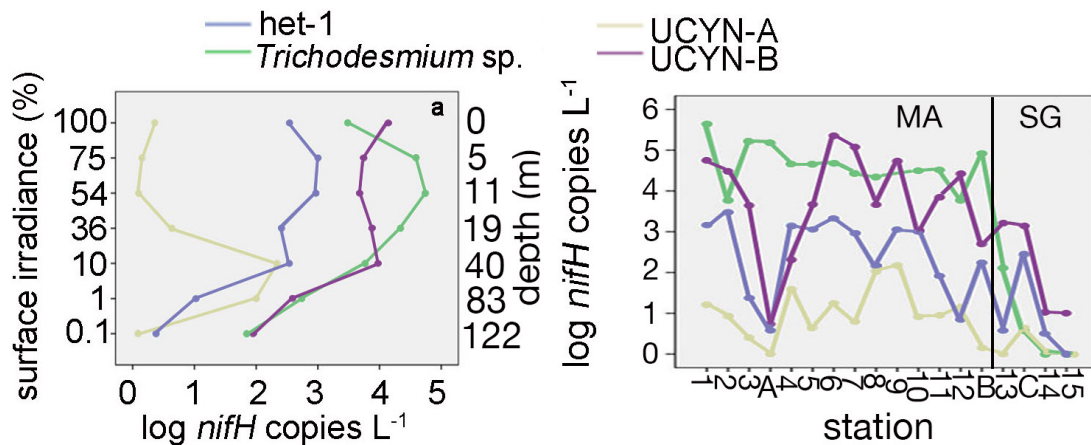 het-1
Trichodesmium sp.
UCYN-A
UCYN-B
a
surface irradiance (%)
100
75
54
36
10
1
0.1
0
5
11
19
40
83
122
depth (m)
0 1 2 3 4 5
log nifH copies L-1
MA
SG
log nifH copies L-1
6
5
4
3
2
1
0
1 2 3 A 4 5 6 7 8 9 10 11 12 B 13 C 14 15
station